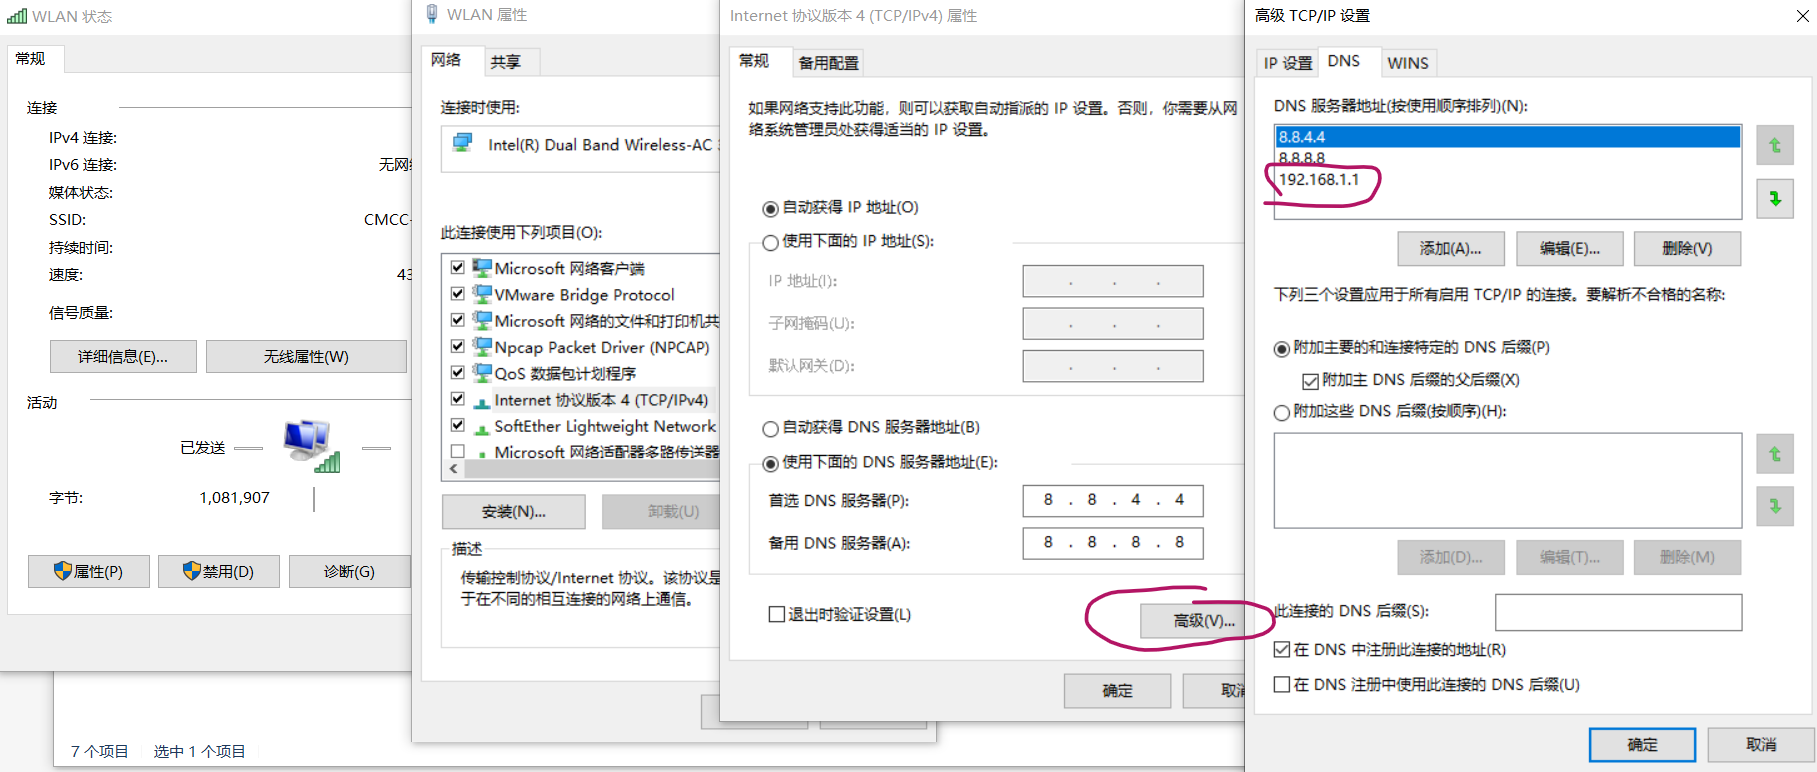 WLAN 状态
常规
连接
IPv4 连接:
IPv6 连接:
无网
媒体状态:
SSID:
CMCC-
持续时间:
速度:
43
信号质量:
详细信息(E)...
无线属性(W)
活动
已发送
字节:
1,081,907
属性(P)
禁用(D)
诊断(G)
7 个项目
选中 1 个项目
WLAN 属性
网络
共享
连接时使用:
Intel(R) Dual Band Wireless-AC
此连接使用下列项目(O):
Microsoft 网络客户端
VMware Bridge Protocol
Microsoft 网络的文件和打印机共
Npcap Packet Driver (NPCAP)
QoS 数据包计划程序
Internet 协议版本 4 (TCP/IPv4)
SoftEther Lightweight Network
Microsoft 网络适配器多路传送器
安装(N)...
卸载(U)
描述
传输控制协议/Internet 协议。该协议是
于在不同的相互连接的网络上通信。
Internet 协议版本 4 (TCP/IPv4) 属性
常规
备用配置
如果网络支持此功能，则可以获取自动指派的 IP 设置。否则，你需要从网
络系统管理员处获得适当的 IP 设置。
自动获得 IP 地址(O)
使用下面的 IP 地址(S):
IP 地址(I):
. . .
子网掩码(U):
. . .
默认网关(D):
. . .
自动获得 DNS 服务器地址(B)
使用下面的 DNS 服务器地址(E):
首选 DNS 服务器(P):
8 . 8 . 4 . 4
备用 DNS 服务器(A):
8 . 8 . 8 . 8
退出时验证设置(L)
高级(V)...
确定
取消
高级 TCP/IP 设置
IP 设置
DNS
WINS
DNS 服务器地址(按使用顺序排列)(N):
8.8.4.4
8.8.8.8
192.168.1.1
添加(A)...
编辑(E)...
删除(V)
下列三个设置应用于所有启用 TCP/IP 的连接。要解析不合格的名称:
附加主要的和连接特定的 DNS 后缀(P)
附加主 DNS 后缀的父后缀(X)
附加这些 DNS 后缀(按顺序)(H):
添加(D)...
编辑(T)...
删除(M)
此连接的 DNS 后缀(S):
在 DNS 中注册此连接的地址(R)
在 DNS 注册中使用此连接的 DNS 后缀(U)
确定
取消